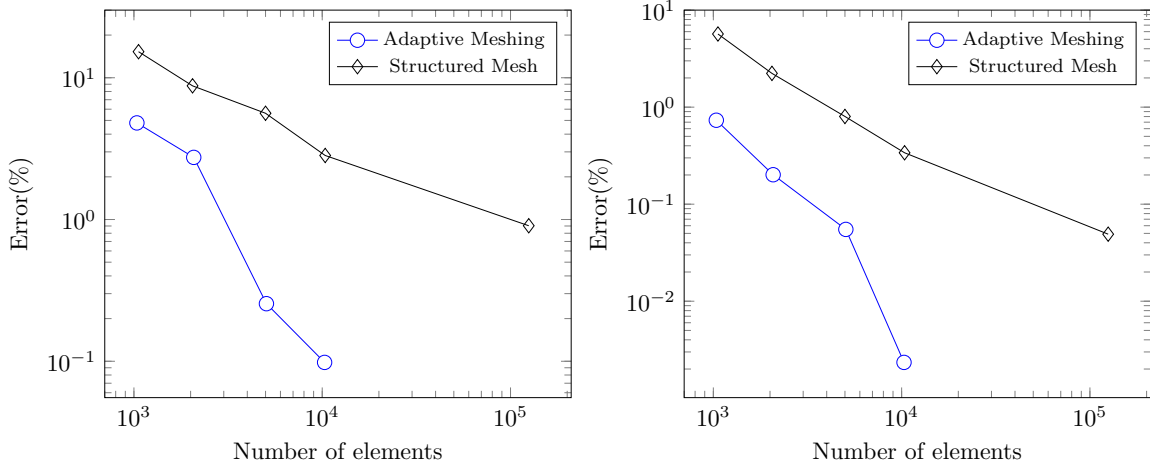 Adaptive Meshing
Structured Mesh
10^1
10^0
10^−1
Error(%)
10^3 10^4 10^5
Number of elements
Adaptive Meshing
Structured Mesh
10^1
10^0
10^−1
10^−2
Error(%)
10^3 10^4 10^5
Number of elements